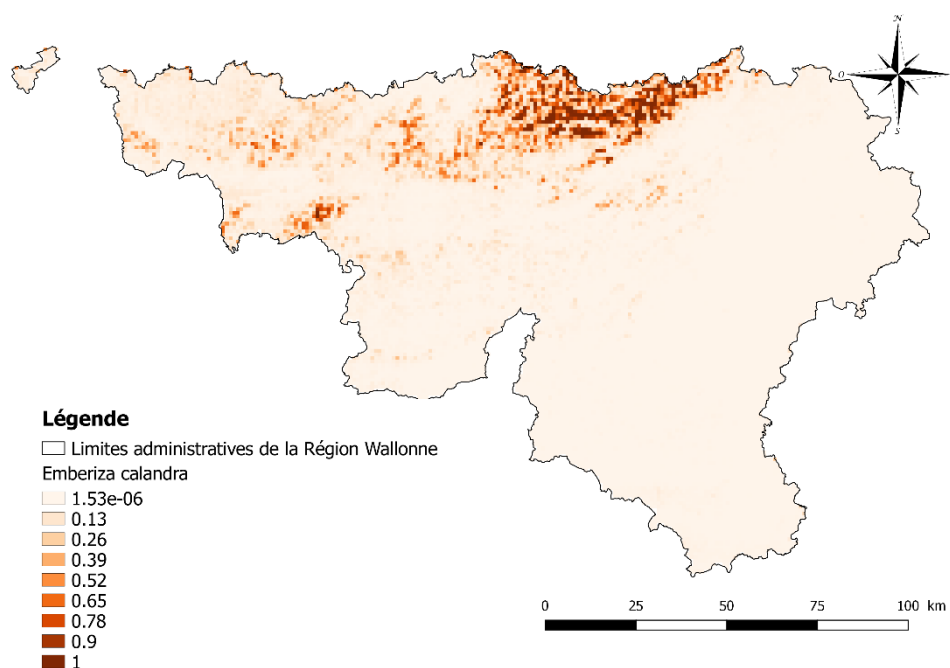 N
O
S
Légende
Limites administratives de la Région Wallonne
Emberiza calandra
1.53e-06
0.13
0.26
0.39
0.52
0.65
0.78
0.9
1
0 25 50 75 100 km